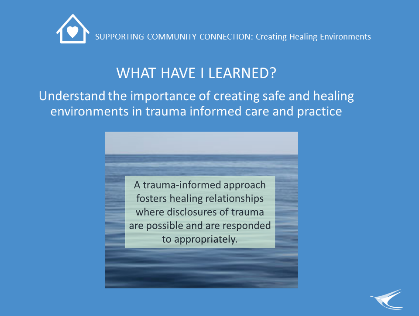 SUPPORTING COMMUNITY CONNECTION: Creating Healing Environments
WHAT HAVE I LEARNED?
Understand the importance of creating safe and healing
environments in trauma informed care and practice
A trauma-informed approach
fosters healing relationships
where disclosures of trauma
are possible and are responded
to appropriately.